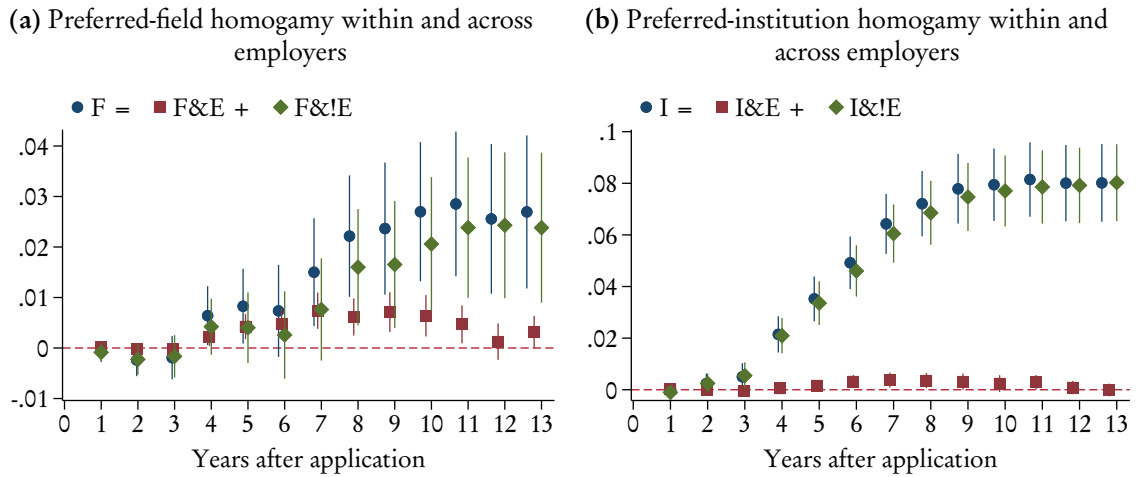 (a) Preferred-field homogamy within and across
employers
F = F&E + F&!E
.04
.03
.02
.01
0
-.01
0 1 2 3 4 5 6 7 8 9 10 11 12 13
Years after application
(b) Preferred-institution homogamy within and
across employers
I = I&E + I&!E
.1
.08
.06
.04
.02
0
0 1 2 3 4 5 6 7 8 9 10 11 12 13
Years after application